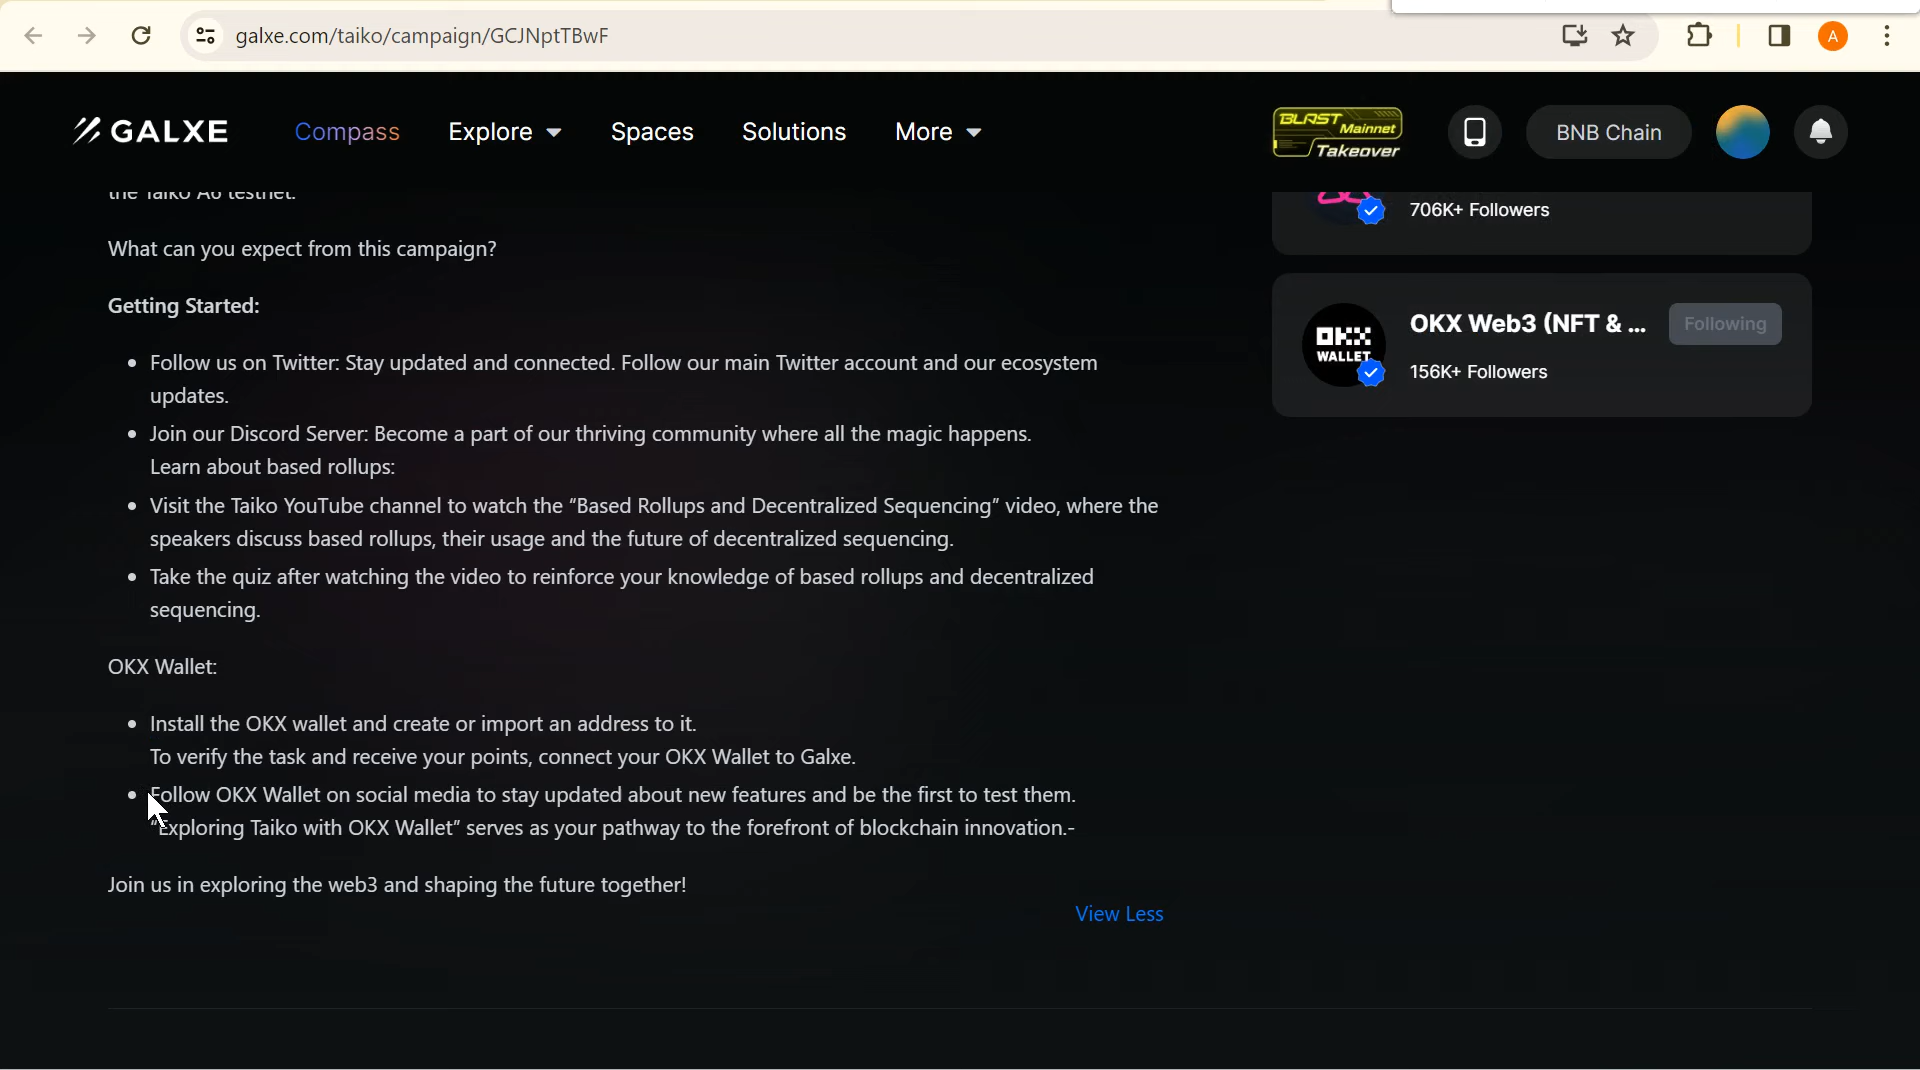 galxe.com/taiko/campaign/GCJNptTBwF
A
GALXE
Compass
Explore
Spaces
Solutions
More
BLAST Mainnet
Takeover
BNB Chain
the Taiko A6 testnet.
What can you expect from this campaign?
Getting Started:
• Follow us on Twitter: Stay updated and connected. Follow our main Twitter account and our ecosystem
updates.
• Join our Discord Server: Become a part of our thriving community where all the magic happens.
Learn about based rollups:
• Visit the Taiko YouTube channel to watch the “Based Rollups and Decentralized Sequencing” video, where the
speakers discuss based rollups, their usage and the future of decentralized sequencing.
• Take the quiz after watching the video to reinforce your knowledge of based rollups and decentralized
sequencing.
OKX Wallet:
• Install the OKX wallet and create or import an address to it.
To verify the task and receive your points, connect your OKX Wallet to Galxe.
• Follow OKX Wallet on social media to stay updated about new features and be the first to test them.
“Exploring Taiko with OKX Wallet” serves as your pathway to the forefront of blockchain innovation.-
Join us in exploring the web3 and shaping the future together!
View Less
706K+ Followers
OKX
WALLET
OKX Web3 (NFT & ...
Following
156K+ Followers